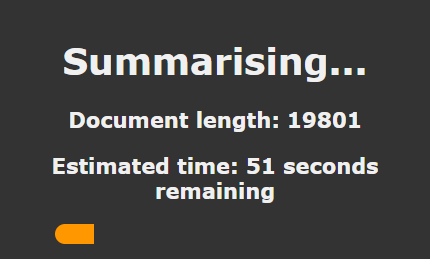 Summarising...
Document length: 19801
Estimated time: 51 seconds
remaining